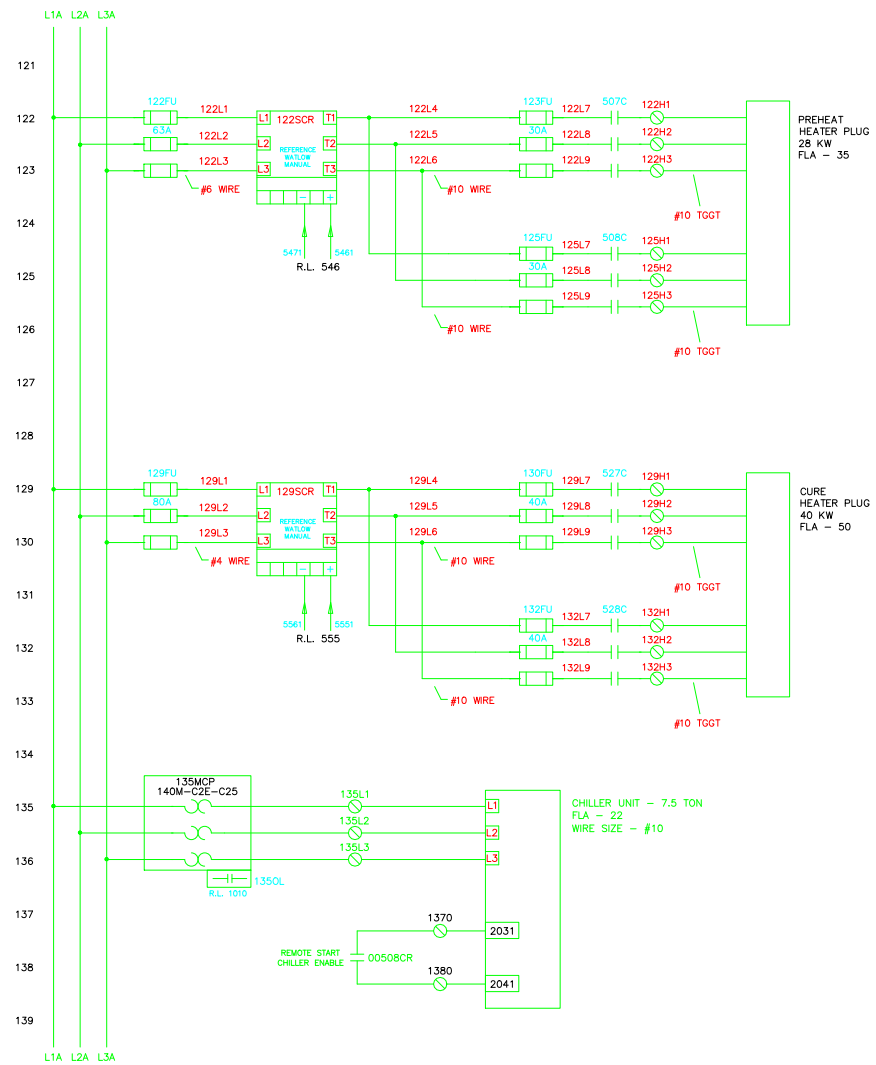 L1A L2A L3A
121
122FU 122L1 122L4 123FU 122L7 507C 122H1
122 L1 122SCR T1
63A 122L2 L2 T2 122L5 30A 122L8 122H2
REFERENCE
WATLOW
MANUAL
122L3 L3 T3 122L6 122L9 122H3
123
PREHEAT
HEATER PLUG
28 KW
FLA - 35
#6 WIRE #10 WIRE
- +
#10 TGGT
124
5471 5461
R.L. 546
125FU 125L7 508C 125H1
125 30A 125L8 125H2
125L9 125H3
126 #10 WIRE
#10 TGGT
127
128
129FU 129L1 129L4 130FU 129L7 527C 129H1
129 L1 129SCR T1
80A 129L2 L2 T2 129L5 40A 129L8 129H2
REFERENCE
WATLOW
MANUAL
129L3 L3 T3 129L6 129L9 129H3
130
CURE
HEATER PLUG
40 KW
FLA - 50
#4 WIRE #10 WIRE
- +
#10 TGGT
131
5561 5551
R.L. 555
132FU 132L7 528C 132H1
132 40A 132L8 132H2
132L9 132H3
133 #10 WIRE
#10 TGGT
134
135MCP
140M-C2E-C25
135 135L1 L1
135L2 L2
135L3 L3
136
CHILLER UNIT - 7.5 TON
FLA - 22
WIRE SIZE - #10
135OL
R.L. 1010
137 1370 2031
REMOTE START
CHILLER ENABLE
00508CR
138 1380 2041
139
L1A L2A L3A